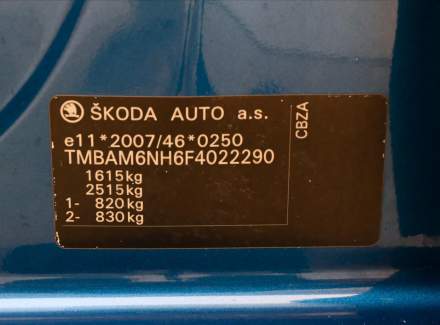 ŠKODA AUTO a.s.
e11*2007/46*0250
TMBAM6NH6F4022290
1615kg
2515kg
1- 820kg
2- 830kg
CBZA